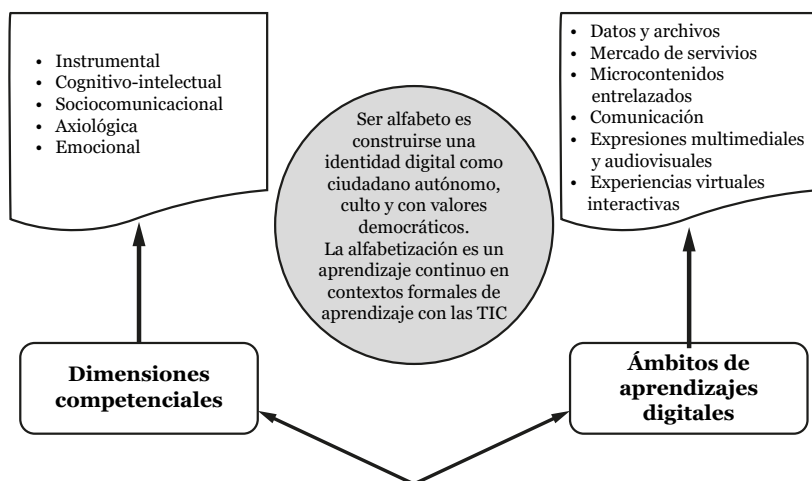 • Instrumental
• Cognitivo-intelectual
• Sociocomunicacional
• Axiológica
• Emocional
Ser alfabeto es
construirse una
identidad digital como
ciudadano autónomo,
culto y con valores
democráticos.
La alfabetización es un
aprendizaje continuo en
contextos formales de
aprendizaje con las TIC
• Datos y archivos
• Mercado de servivios
• Microcontenidos
entrelazados
• Comunicación
• Expresiones multimediales
y audiovisuales
• Experiencias virtuales
interactivas
Dimensiones
competenciales
Ámbitos de
aprendizajes
digitales